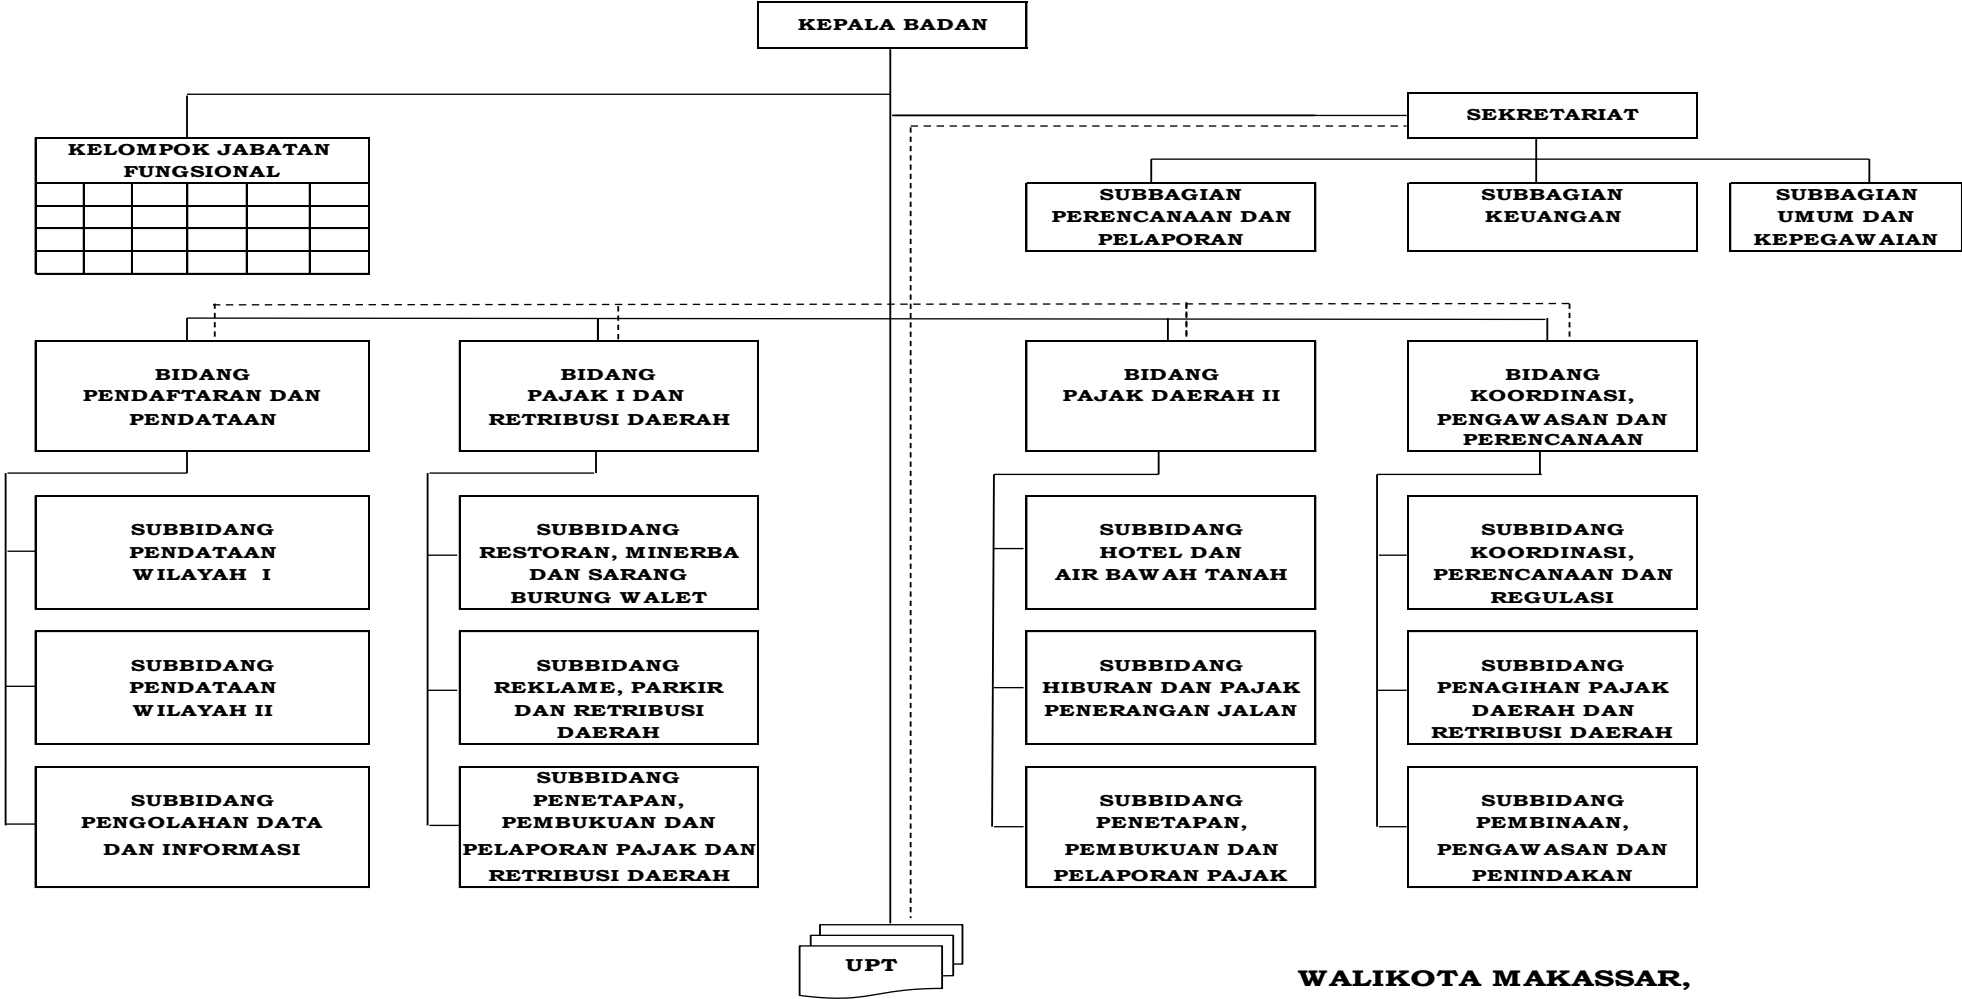 KEPALA BADAN
SEKRETARIAT
KELOMPOK JABATAN
FUNGSIONAL
SUBBAGIAN
PERENCANAAN DAN
PELAPORAN
SUBBAGIAN
KEUANGAN
SUBBAGIAN
UMUM DAN
KEPEGAWAIAN
BIDANG
PENDAFTARAN DAN
PENDATAAN
BIDANG
PAJAK I DAN
RETRIBUSI DAERAH
BIDANG
PAJAK DAERAH II
BIDANG
KOORDINASI,
PENGAWASAN DAN
PERENCANAAN
SUBBIDANG
PENDATAAN
WILAYAH I
SUBBIDANG
RESTORAN, MINERBA
DAN SARANG
BURUNG WALET
SUBBIDANG
HOTEL DAN
AIR BAWAH TANAH
SUBBIDANG
KOORDINASI,
PERENCANAAN DAN
REGULASI
SUBBIDANG
PENDATAAN
WILAYAH II
SUBBIDANG
REKLAME, PARKIR
DAN RETRIBUSI
DAERAH
SUBBIDANG
HIBURAN DAN PAJAK
PENERANGAN JALAN
SUBBIDANG
PENAGIHAN PAJAK
DAERAH DAN
RETRIBUSI DAERAH
SUBBIDANG
PENGOLAHAN DATA
DAN INFORMASI
SUBBIDANG
PENETAPAN,
PEMBUKUAN DAN
PELAPORAN PAJAK DAN
RETRIBUSI DAERAH
SUBBIDANG
PENETAPAN,
PEMBUKUAN DAN
PELAPORAN PAJAK
SUBBIDANG
PEMBINAAN,
PENGAWASAN DAN
PENINDAKAN
UPT
WALIKOTA MAKASSAR,